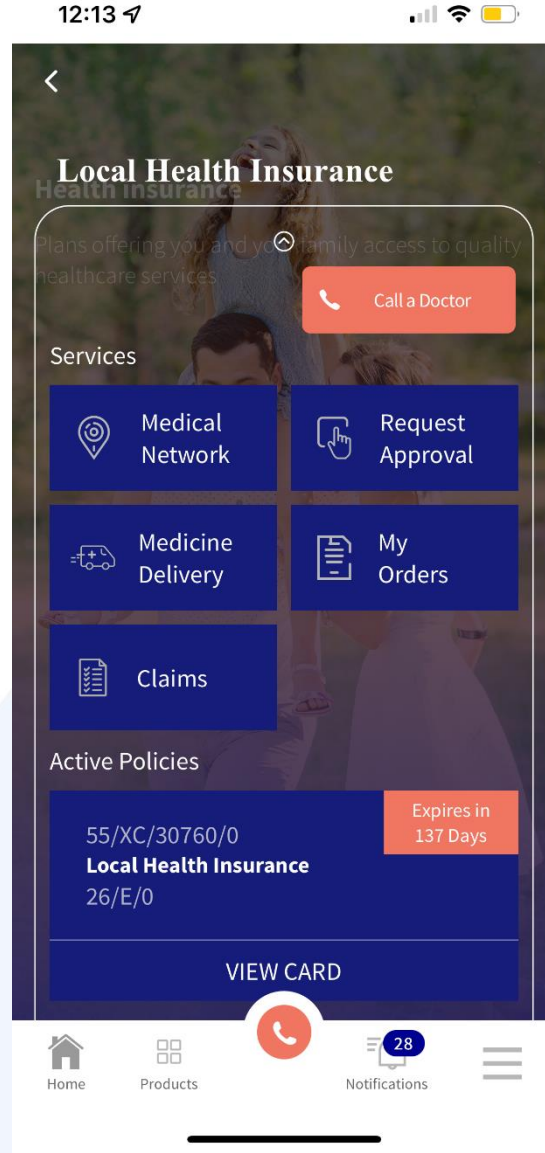 12:13
Local Health Insurance
Health insurance
Plans offering you and your family access to quality
healthcare services
Call a Doctor
Services
Medical
Network
Request
Approval
Medicine
Delivery
My
Orders
Claims
Active Policies
Expires in
137 Days
55/XC/30760/0
Local Health Insurance
26/E/0
VIEW CARD
Home
Products
28
Notifications